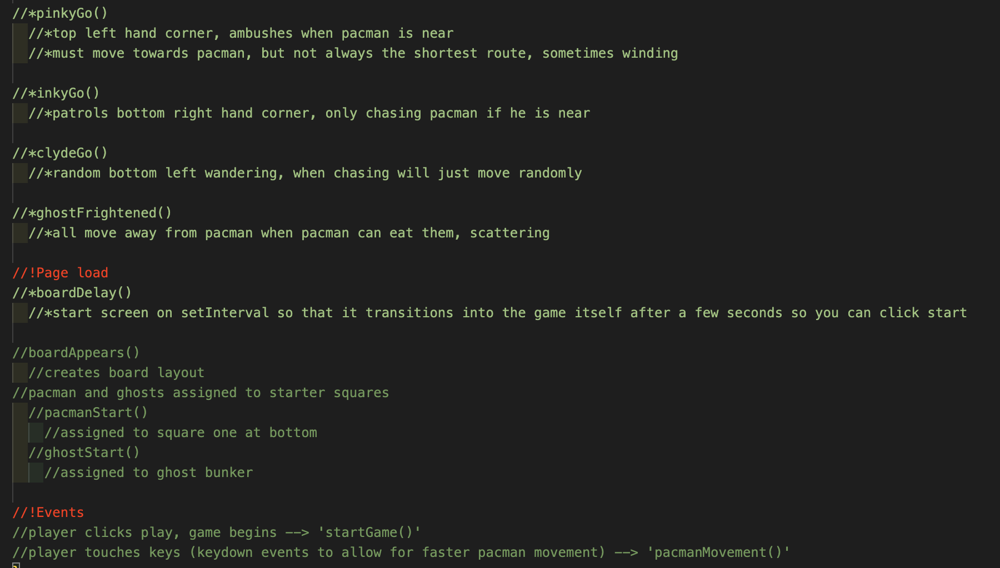 //*pinkyGo()
//*top left hand corner, ambushes when pacman is near
//*must move towards pacman, but not always the shortest route, sometimes winding
//*inkyGo()
//*patrols bottom right hand corner, only chasing pacman if he is near
//*clydeGo()
//*random bottom left wandering, when chasing will just move randomly
//*ghostFrightened()
//*all move away from pacman when pacman can eat them, scattering
//!Page load
//*boardDelay()
//*start screen on setInterval so that it transitions into the game itself after a few seconds so you can click start
//boardAppears()
//creates board layout
//pacman and ghosts assigned to starter squares
//pacmanStart()
//assigned to square one at bottom
//ghostStart()
//assigned to ghost bunker
//!Events
//player clicks play, game begins --> 'startGame()'
//player touches keys (keydown events to allow for faster pacman movement) --> 'pacmanMovement()'